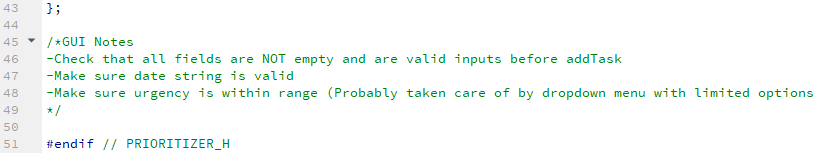 43 };
44
45 /*GUI Notes
46 -Check that all fields are NOT empty and are valid inputs before addTask
47 -Make sure date string is valid
48 -Make sure urgency is within range (Probably taken care of by dropdown menu with limited options
49 */
50
51 #endif // PRIORITIZER_H